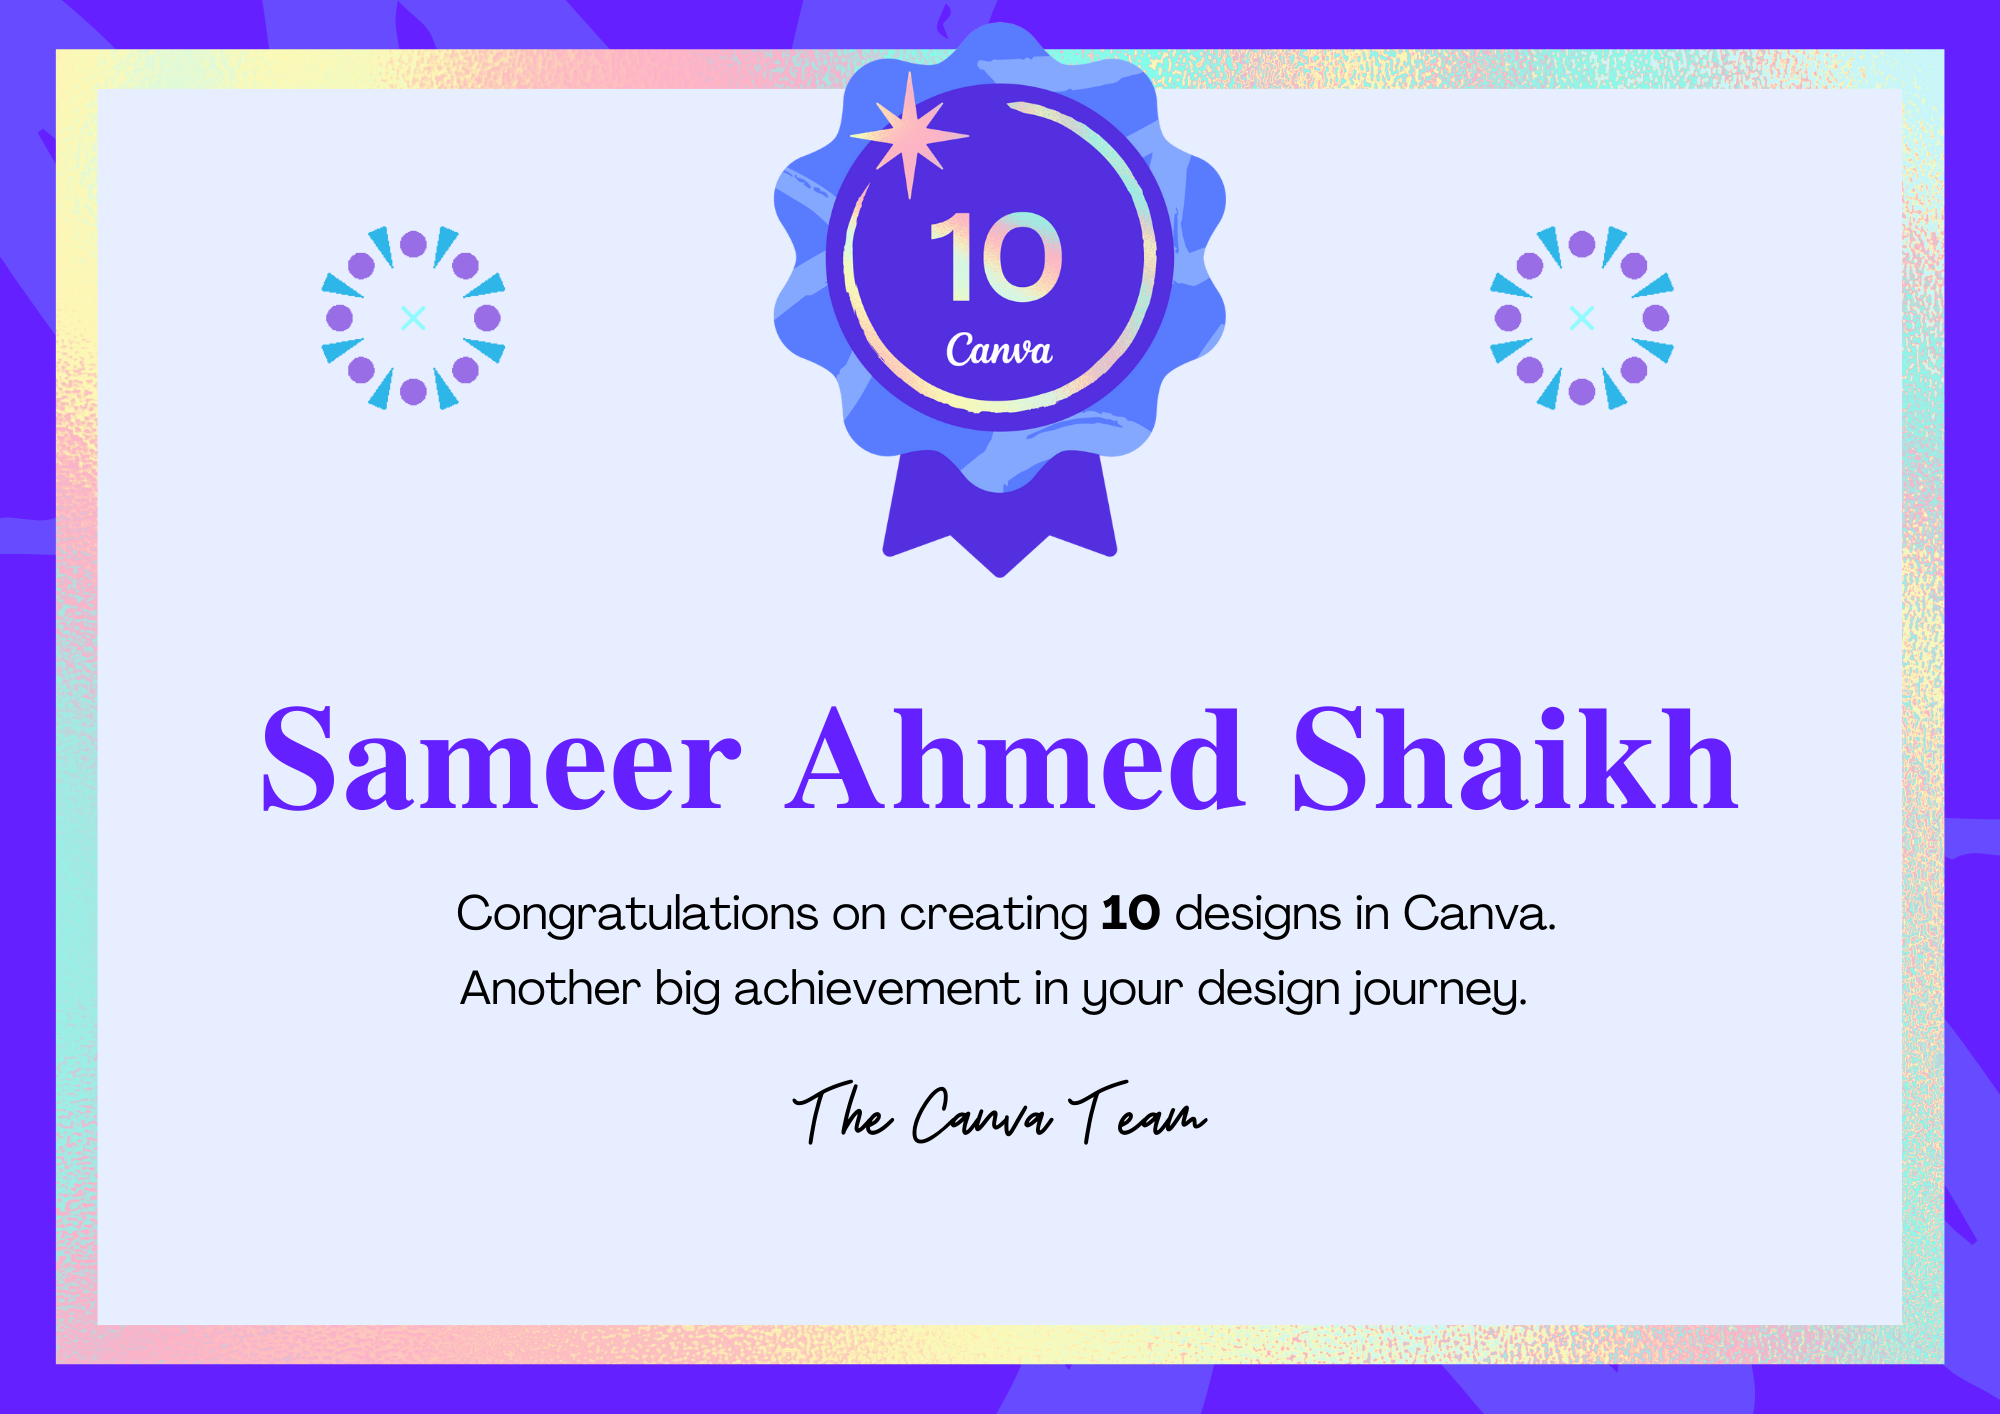 10
Canva
Sameer Ahmed Shaikh
Congratulations on creating 10 designs in Canva.
Another big achievement in your design journey.
The Canva Team